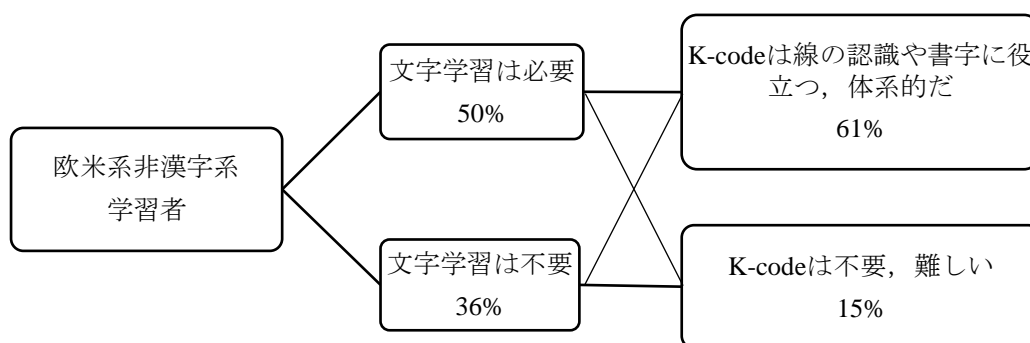 欧米系非漢字系
学習者
文字学習は必要
50%
文字学習は不要
36%
K-codeは線の認識や書字に役
立つ，体系的だ
61%
K-codeは不要，難しい
15%